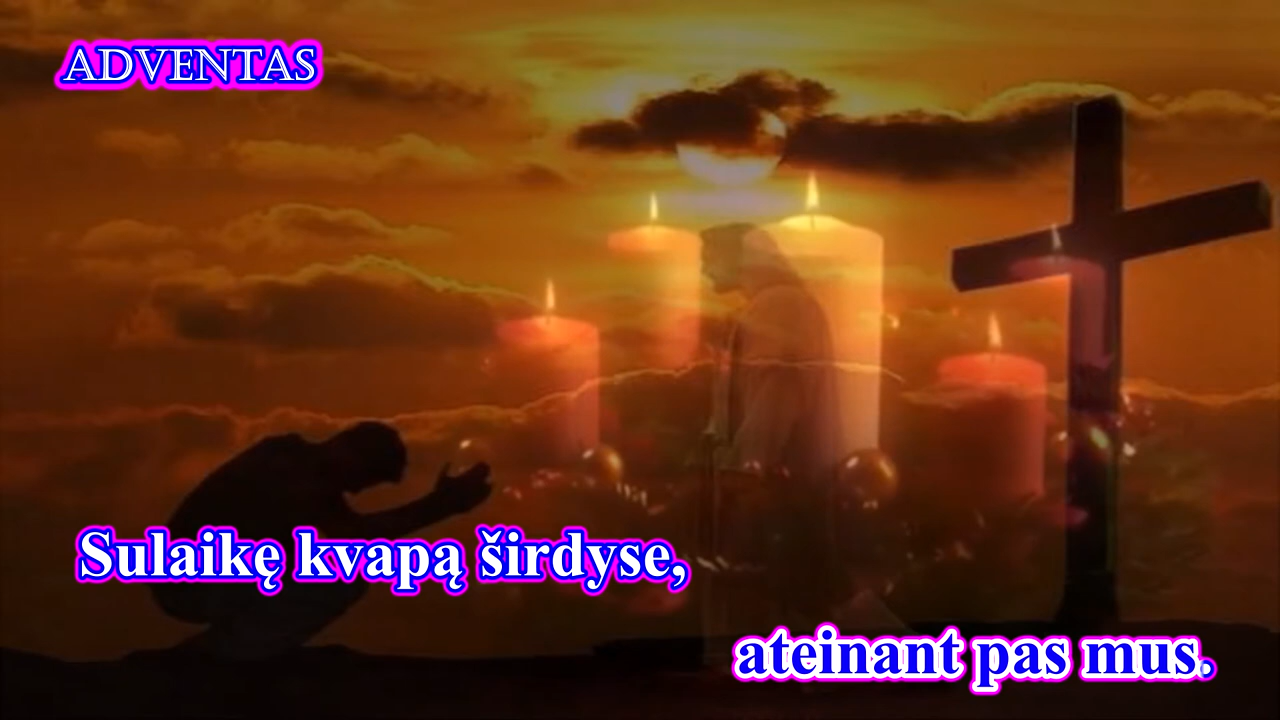 ADVENTAS
Sulaikę kvapą širdyse,
ateinant pas mus.